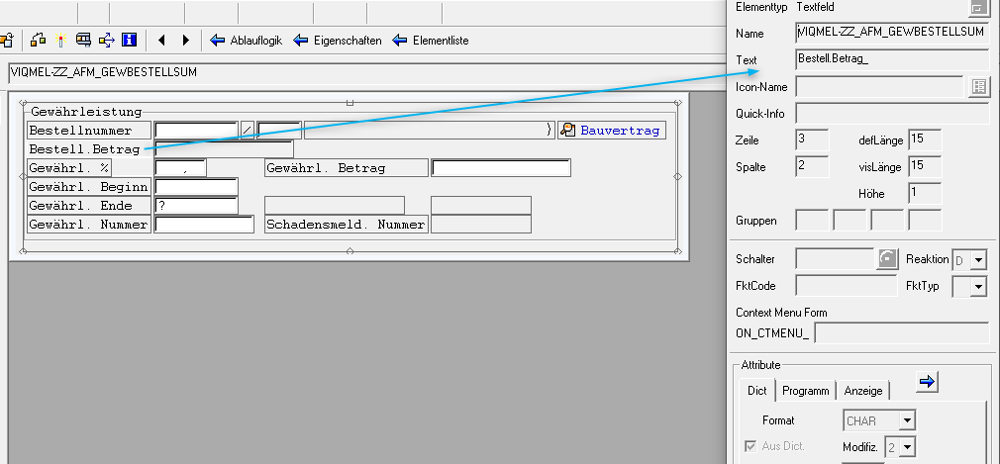 Ablauflogik Eigenschaften Elementliste
VIQMEL-ZZ_AFM_GEWBESTELLSUM
Gewährleistung
Bestellnummer / ) Bauvertrag
Bestell.Betrag
Gewährl. % , Gewährl. Betrag
Gewährl. Beginn
Gewährl. Ende ?
Gewährl. Nummer Schadensmeld. Nummer
Elementtyp Textfeld
Name VIQMEL-ZZ_AFM_GEWBESTELLSUM
Text Bestell.Betrag_
Icon-Name
Quick-Info
Zeile 3 defLänge 15
Spalte 2 visLänge 15
Höhe 1
Gruppen
Schalter Reaktion D
FktCode FktTyp
Context Menu Form
ON_CTMENU_
Attribute
Dict Programm Anzeige
Format CHAR
Aus Dict. Modifiz. 2